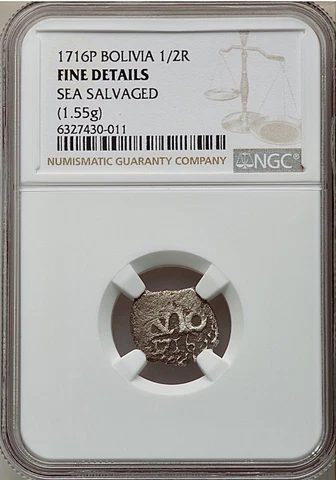 1716P BOLIVIA 1/2R
FINE DETAILS
SEA SALVAGED
(1.55g)
6327430-011
NUMISMATIC GUARANTY COMPANY NGC®